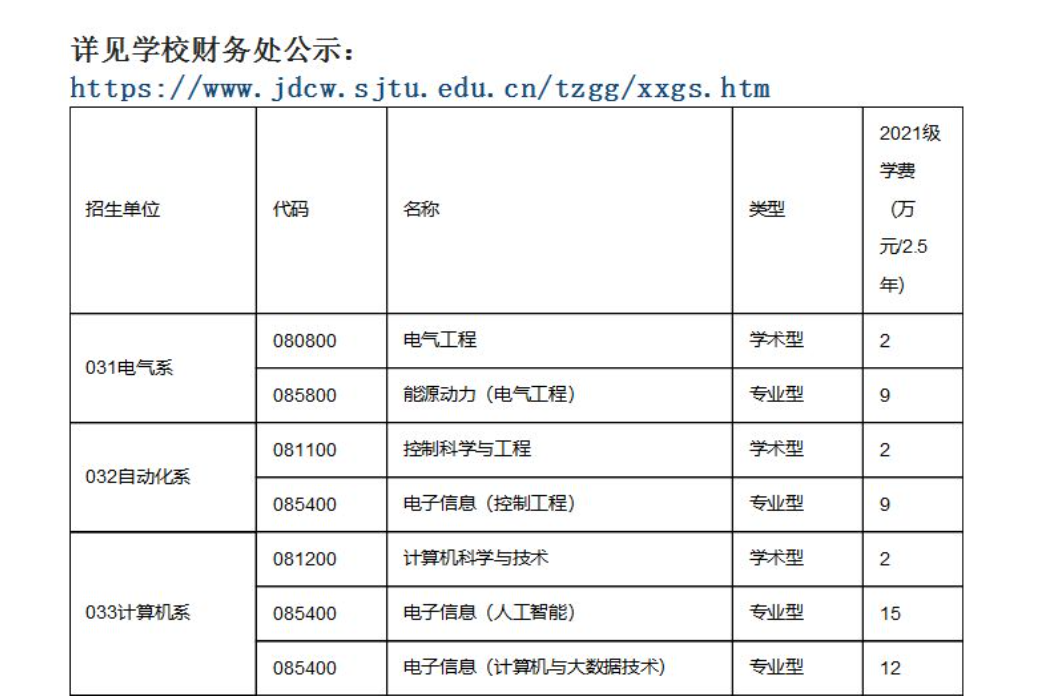 详见学校财务处公示：
https://www.jdcw.sjtu.edu.cn/tzgg/xxgs.htm
招生单位 代码 名称 类型 2021级
学费
（万
元/2.5
年）
031电气系
080800 电气工程 学术型 2
085800 能源动力（电气工程） 专业型 9
032自动化系
081100 控制科学与工程 学术型 2
085400 电子信息（控制工程） 专业型 9
033计算机系
081200 计算机科学与技术 学术型 2
085400 电子信息（人工智能） 专业型 15
085400 电子信息（计算机与大数据技术） 专业型 12